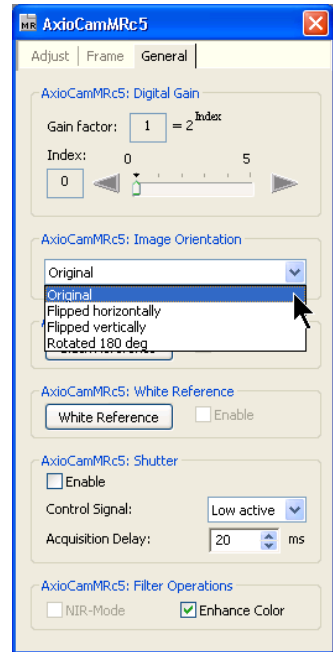 MR AxioCamMRc5
Adjust Frame General
AxioCamMRc5: Digital Gain
Gain factor: 1 = 2^Index
Index: 0 5
0
AxioCamMRc5: Image Orientation
Original
Original
Flipped horizontally
Flipped vertically
Rotated 180 deg
AxioCamMRc5: White Reference
White Reference Enable
AxioCamMRc5: Shutter
Enable
Control Signal: Low active
Acquisition Delay: 20 ms
AxioCamMRc5: Filter Operations
NIR-Mode Enhance Color